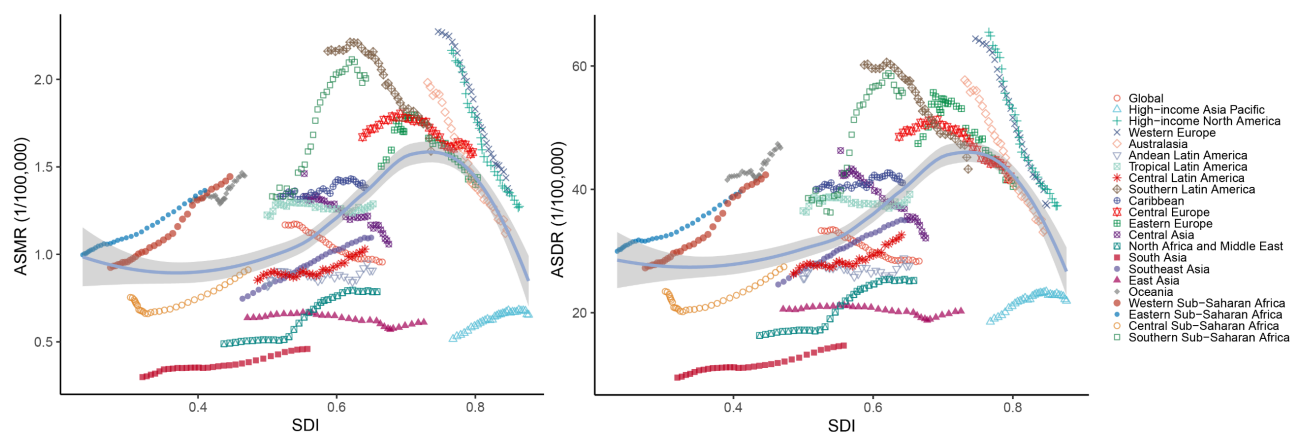 ASMR (1/100,000)
2.0
1.5
1.0
0.5
0.4
0.6
0.8
SDI
ASDR (1/100,000)
60
40
20
0.4
0.6
0.8
SDI
Global
High−income Asia Pacific
High−income North America
Western Europe
Australasia
Andean Latin America
Tropical Latin America
Central Latin America
Southern Latin America
Caribbean
Central Europe
Eastern Europe
Central Asia
North Africa and Middle East
South Asia
Southeast Asia
East Asia
Oceania
Western Sub−Saharan Africa
Eastern Sub−Saharan Africa
Central Sub−Saharan Africa
Southern Sub−Saharan Africa